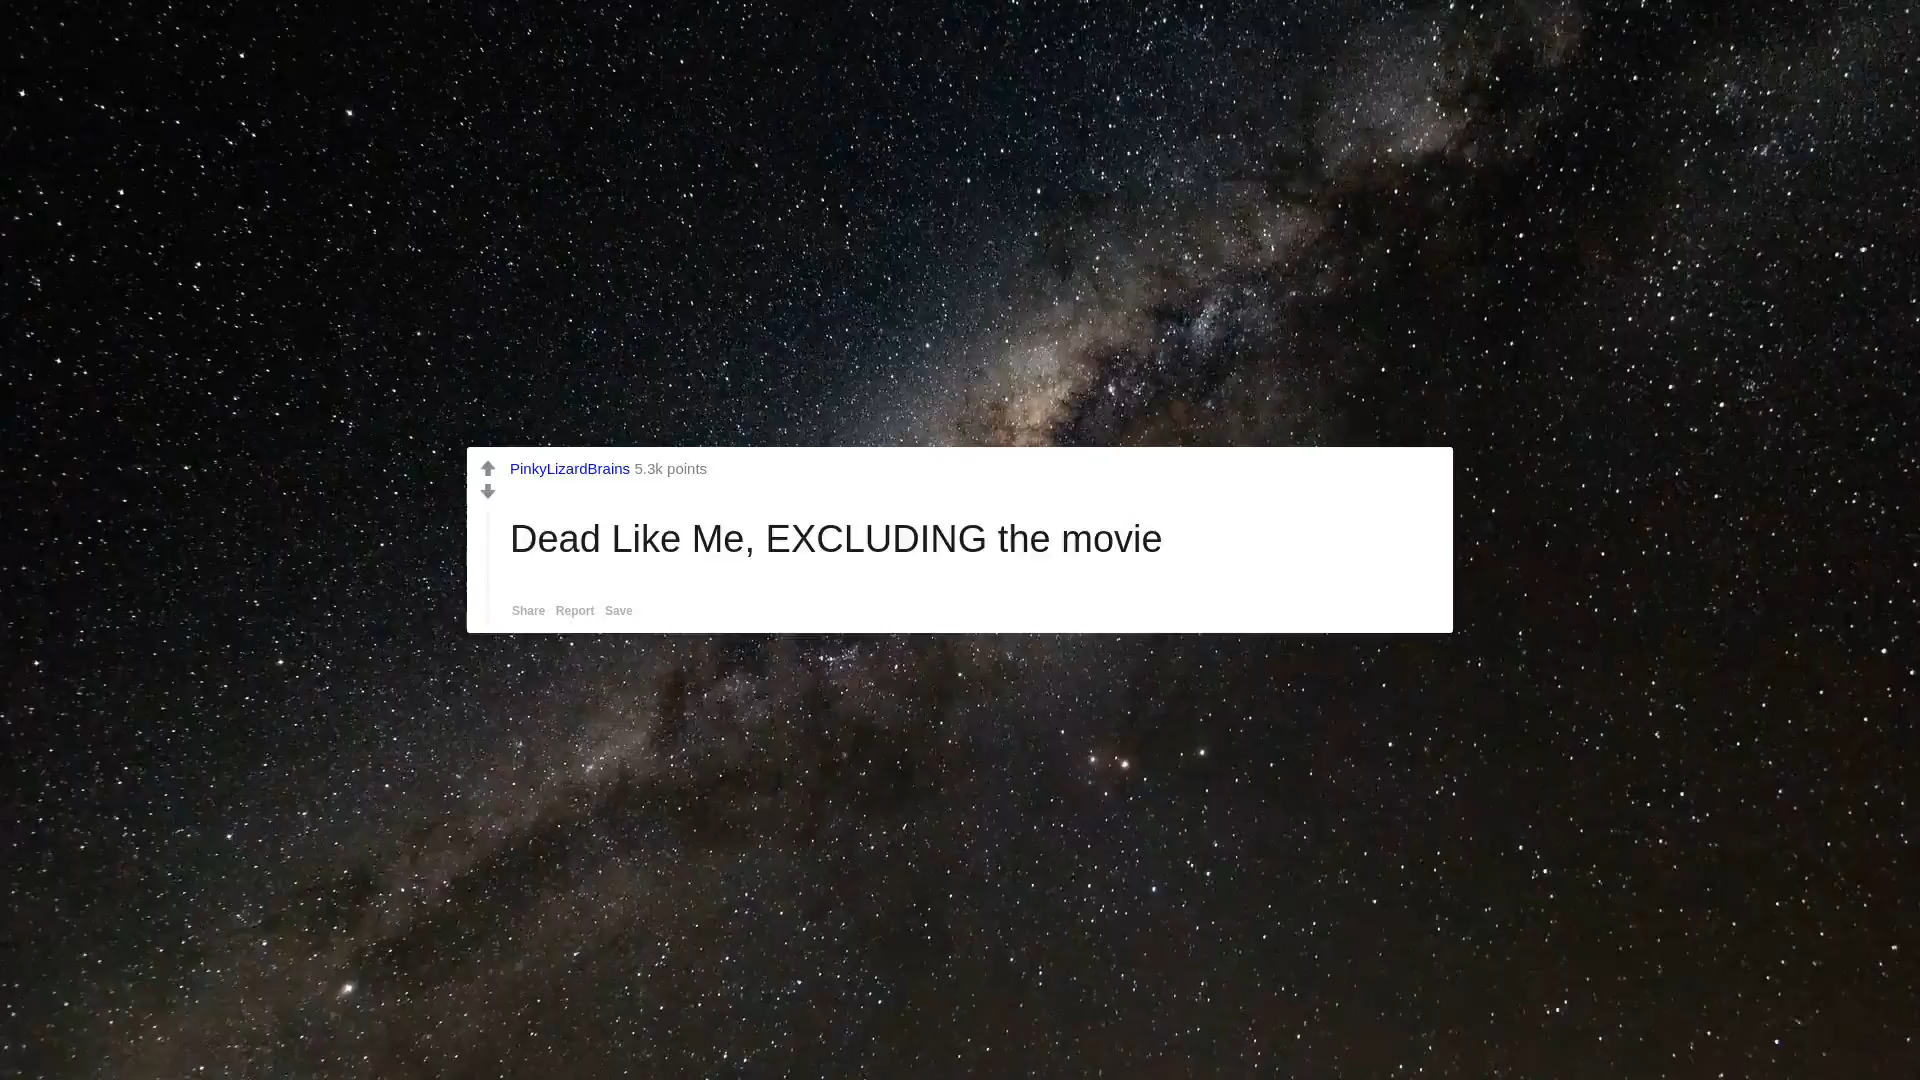 PinkyLizardBrains 5.3k points
Dead Like Me, EXCLUDING the movie
Share Report Save